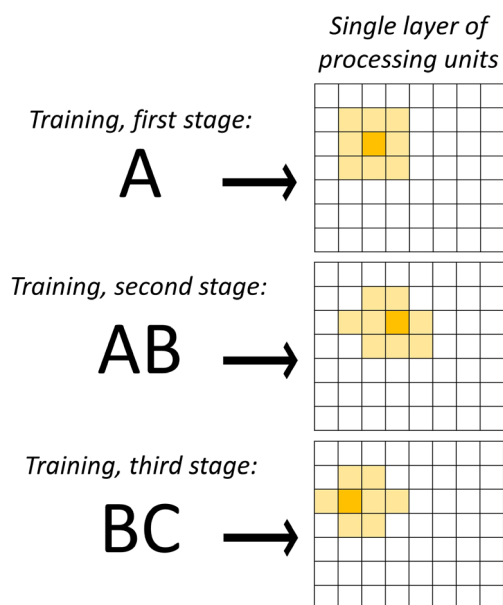 Single layer of
processing units
Training, first stage:
A
Training, second stage:
AB
Training, third stage:
BC